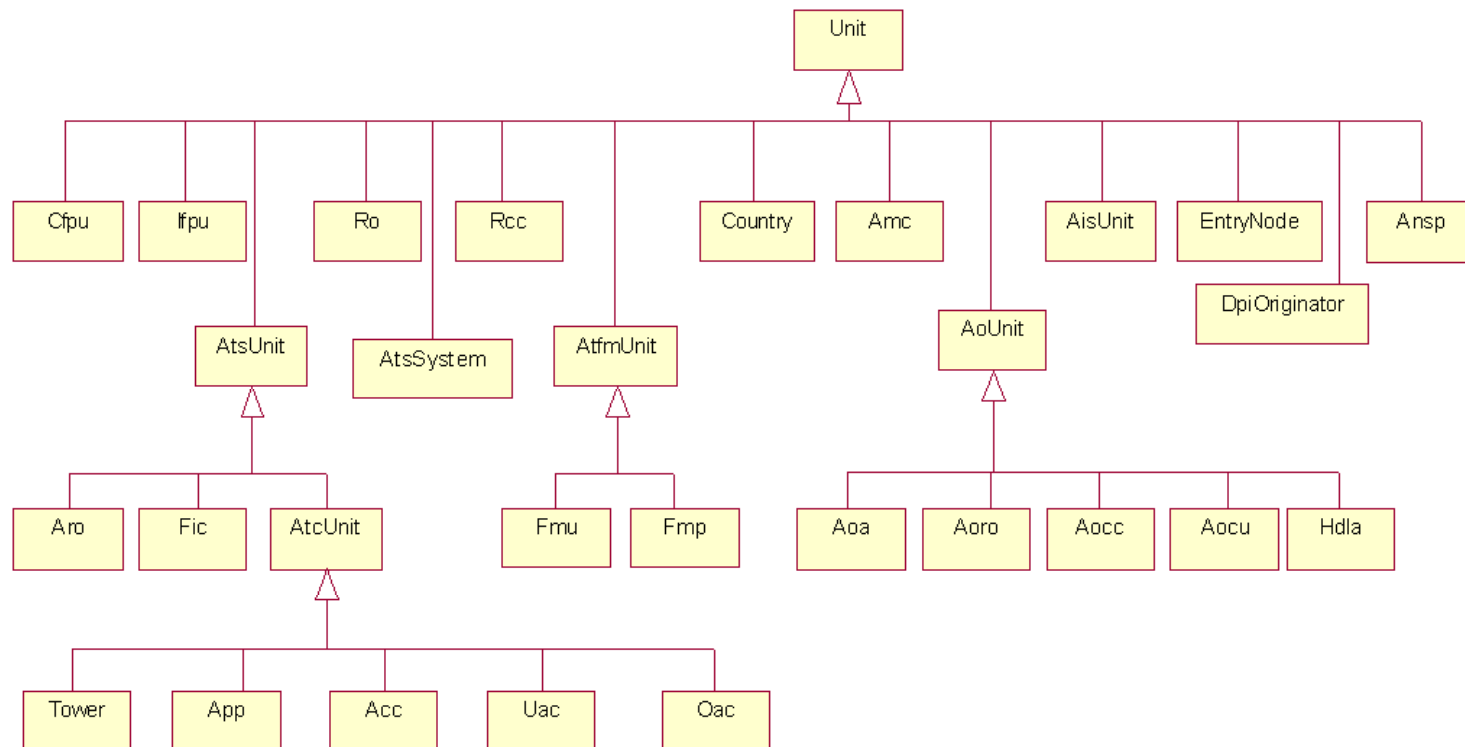 Unit
Cfpu
Ifpu
Ro
Rcc
Country
Amc
AisUnit
EntryNode
Ansp
DpiOriginator
AtsUnit
AtsSystem
AtfmUnit
AoUnit
Aro
Fic
AtcUnit
Fmu
Fmp
Aoa
Aoro
Aocc
Aocu
Hdla
Tower
App
Acc
Uac
Oac